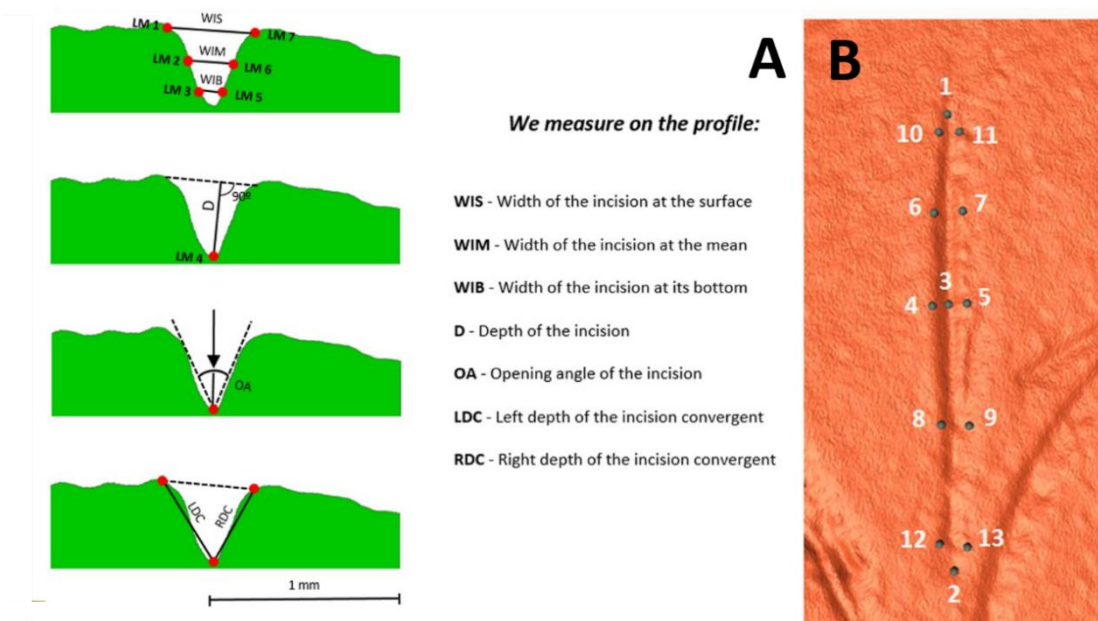 LM 1
WIS
LM 7
LM 2
WIM
LM 6
LM 3
WIB
LM 5
D
90º
LM 4
OA
LDC
RDC
1 mm
A
We measure on the profile:
WIS - Width of the incision at the surface
WIM - Width of the incision at the mean
WIB - Width of the incision at its bottom
D - Depth of the incision
OA - Opening angle of the incision
LDC - Left depth of the incision convergent
RDC - Right depth of the incision convergent
B
1
10 11
6 7
3
4 5
8 9
12 13
2